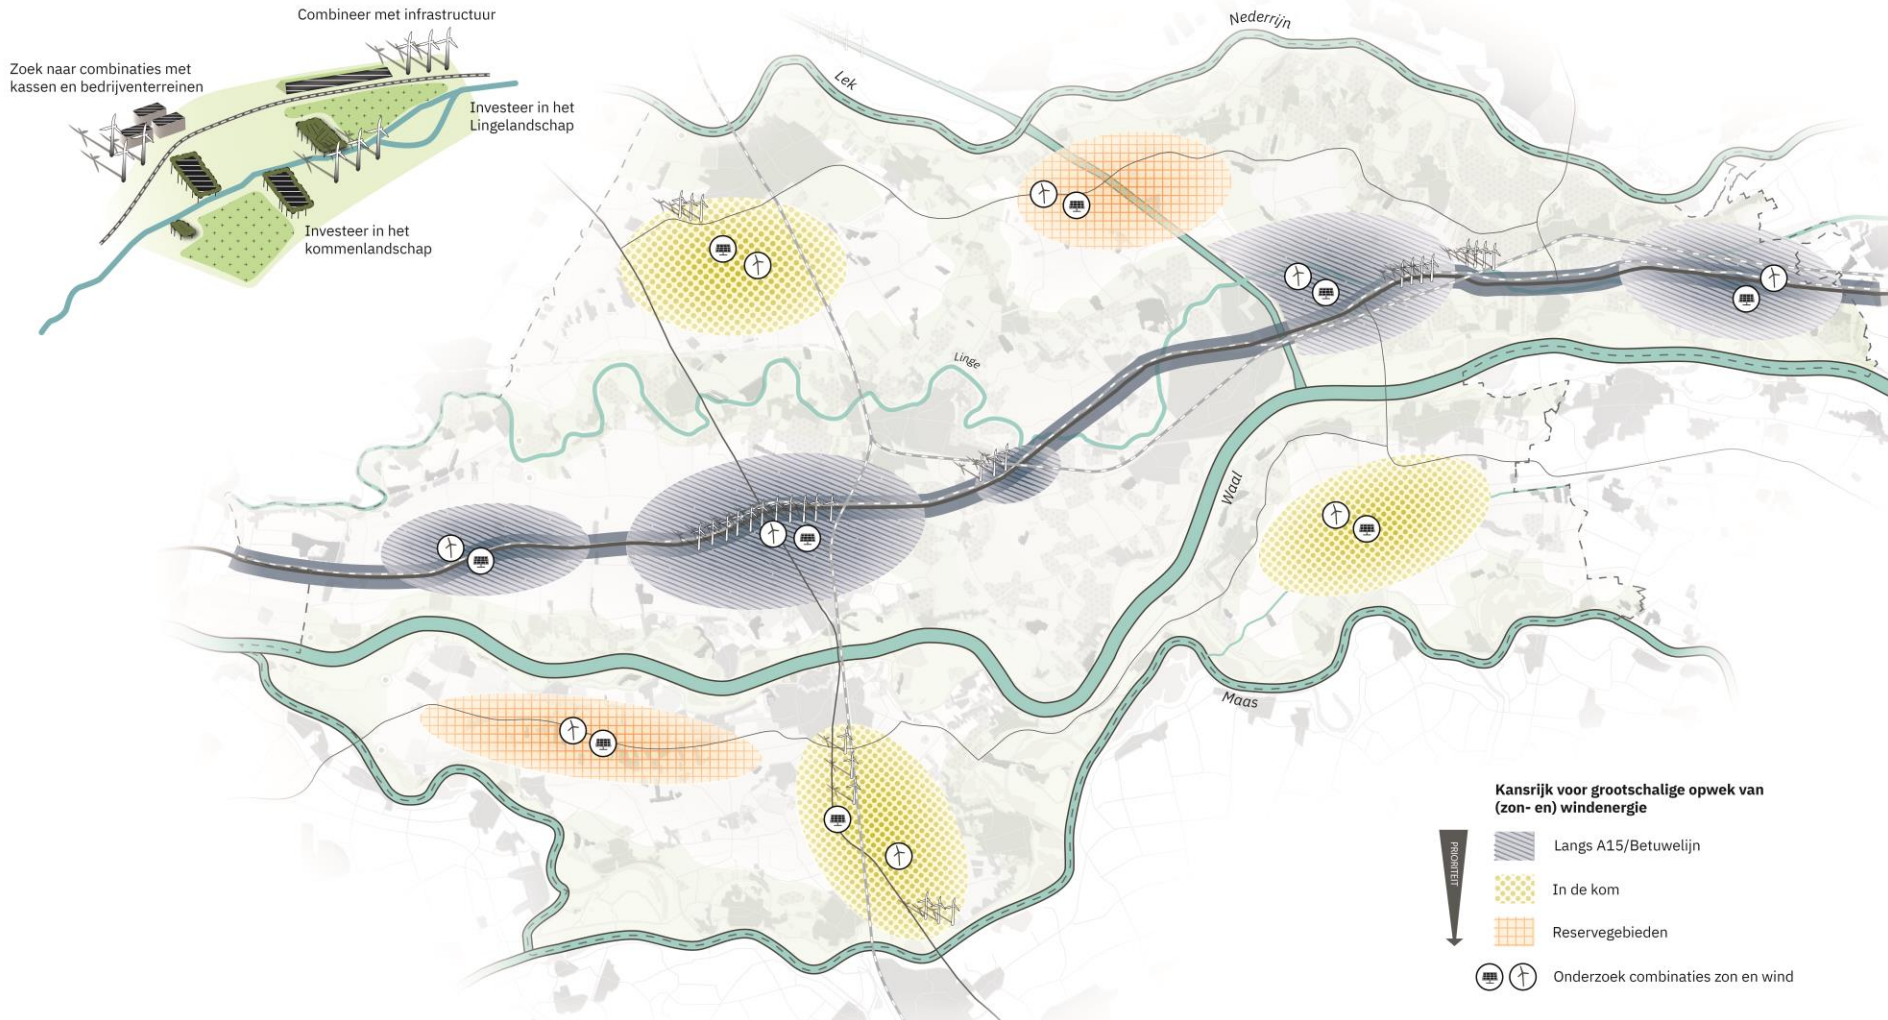 Combineer met infrastructuur
Zoek naar combinaties met
kassen en bedrijventerreinen
Investeer in het
Lingelandschap
Investeer in het
kommenlandschap
Nederrijn
Lek
Linge
Waal
Maas
Kansrijk voor grootschalige opwek van
(zon- en) windenergie
PRIORITEIT
Langs A15/Betuwelijn
In de kom
Reservegebieden
Onderzoek combinaties zon en wind